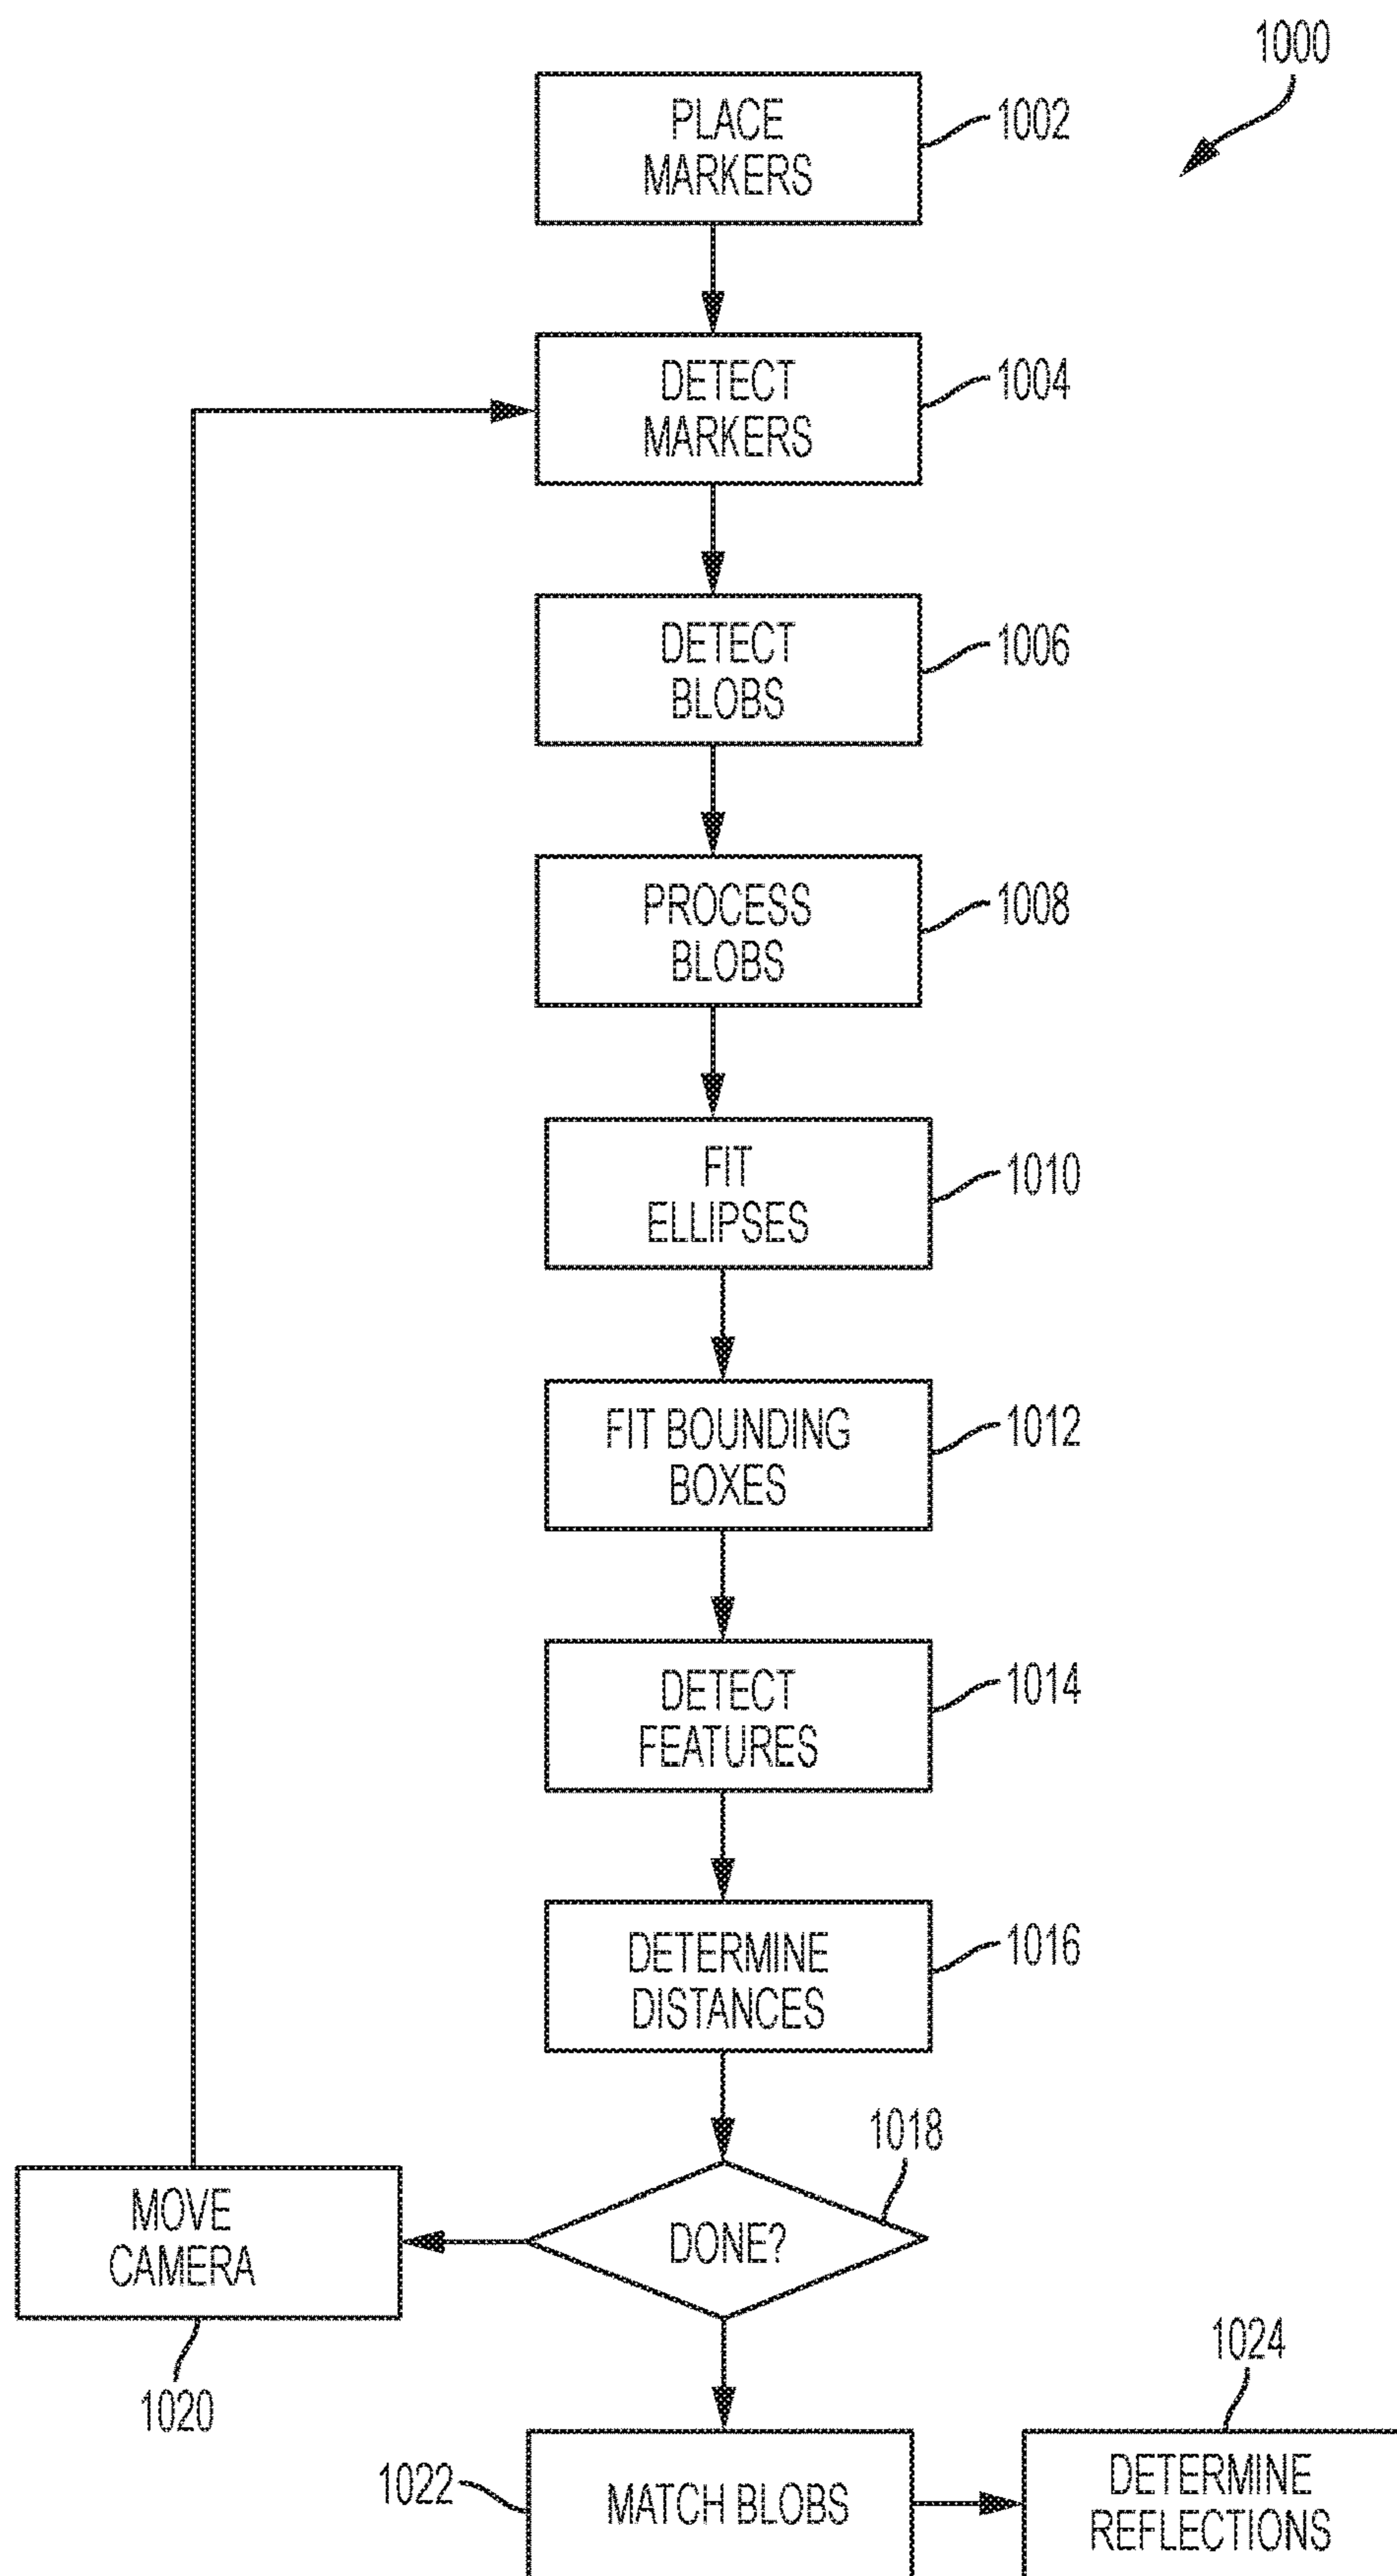 1000
PLACE
MARKERS
1002
DETECT
MARKERS
1004
DETECT
BLOBS
1006
PROCESS
BLOBS
1008
FIT
ELLIPSES
1010
FIT BOUNDING
BOXES
1012
DETECT
FEATURES
1014
DETERMINE
DISTANCES
1016
1018
DONE?
MOVE
CAMERA
1020
1022
MATCH BLOBS
1024
DETERMINE
REFLECTIONS